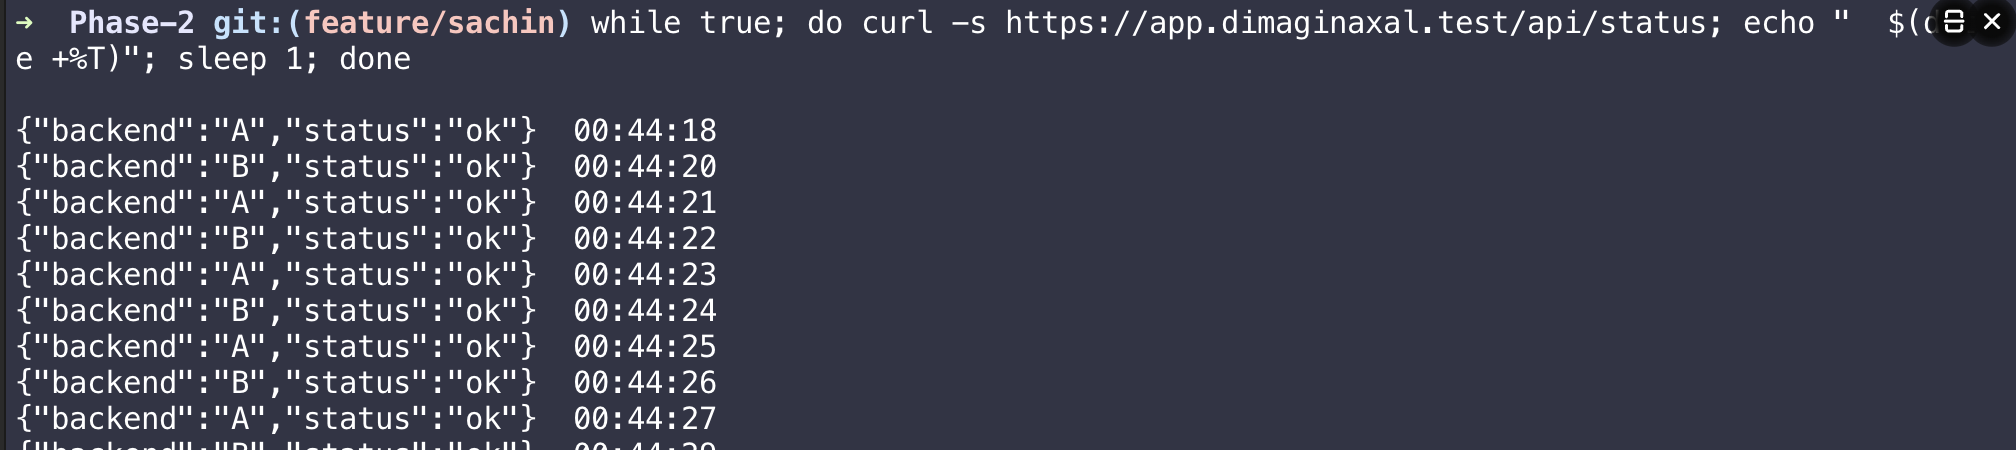 ➜  Phase-2 git:(feature/sachin) while true; do curl -s https://app.dimaginaxal.test/api/status; echo "  $(d
e +%T)"; sleep 1; done
{"backend":"A","status":"ok"}  00:44:18
{"backend":"B","status":"ok"}  00:44:20
{"backend":"A","status":"ok"}  00:44:21
{"backend":"B","status":"ok"}  00:44:22
{"backend":"A","status":"ok"}  00:44:23
{"backend":"B","status":"ok"}  00:44:24
{"backend":"A","status":"ok"}  00:44:25
{"backend":"B","status":"ok"}  00:44:26
{"backend":"A","status":"ok"}  00:44:27